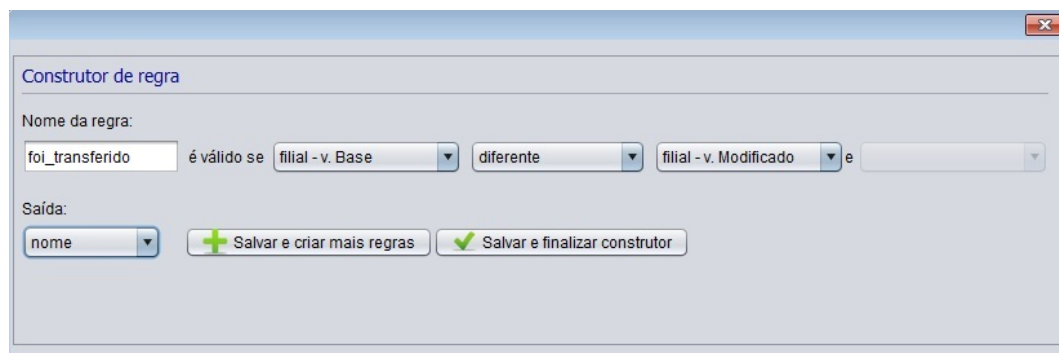 Construtor de regra
Nome da regra:
foi_transferido é válido se filial - v. Base diferente filial - v. Modificado e
Saída:
nome Salvar e criar mais regras Salvar e finalizar construtor